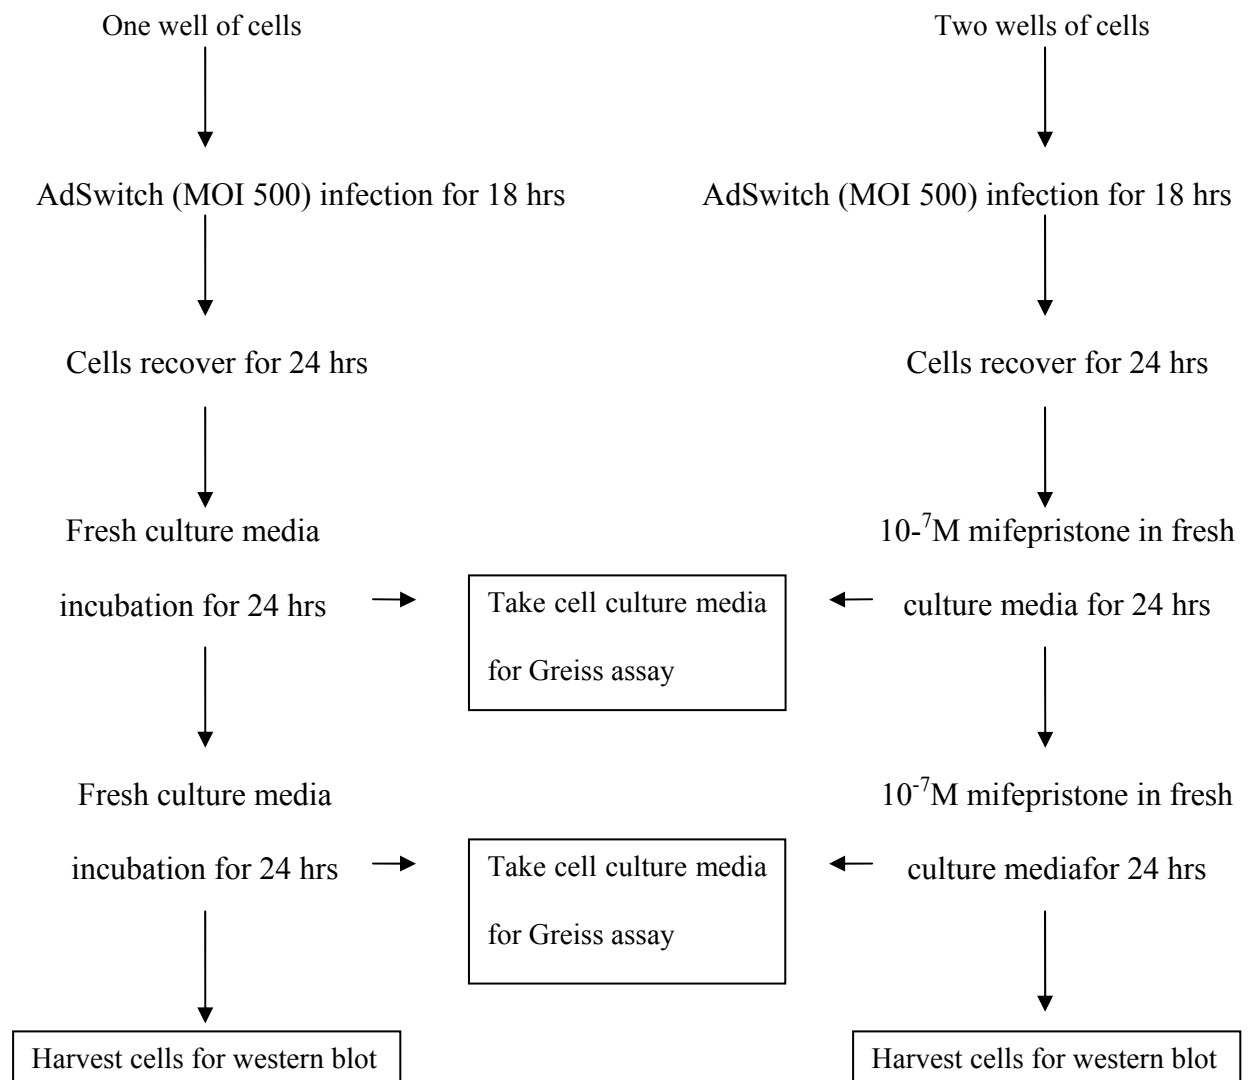 One well of cells
Two wells of cells
AdSwitch (MOI 500) infection for 18 hrs
AdSwitch (MOI 500) infection for 18 hrs
Cells recover for 24 hrs
Cells recover for 24 hrs
Fresh culture media
incubation for 24 hrs
10-⁷M mifepristone in fresh
culture media for 24 hrs
Take cell culture media
for Greiss assay
Fresh culture media
incubation for 24 hrs
10⁻⁷M mifepristone in fresh
culture mediafor 24 hrs
Take cell culture media
for Greiss assay
Harvest cells for western blot
Harvest cells for western blot